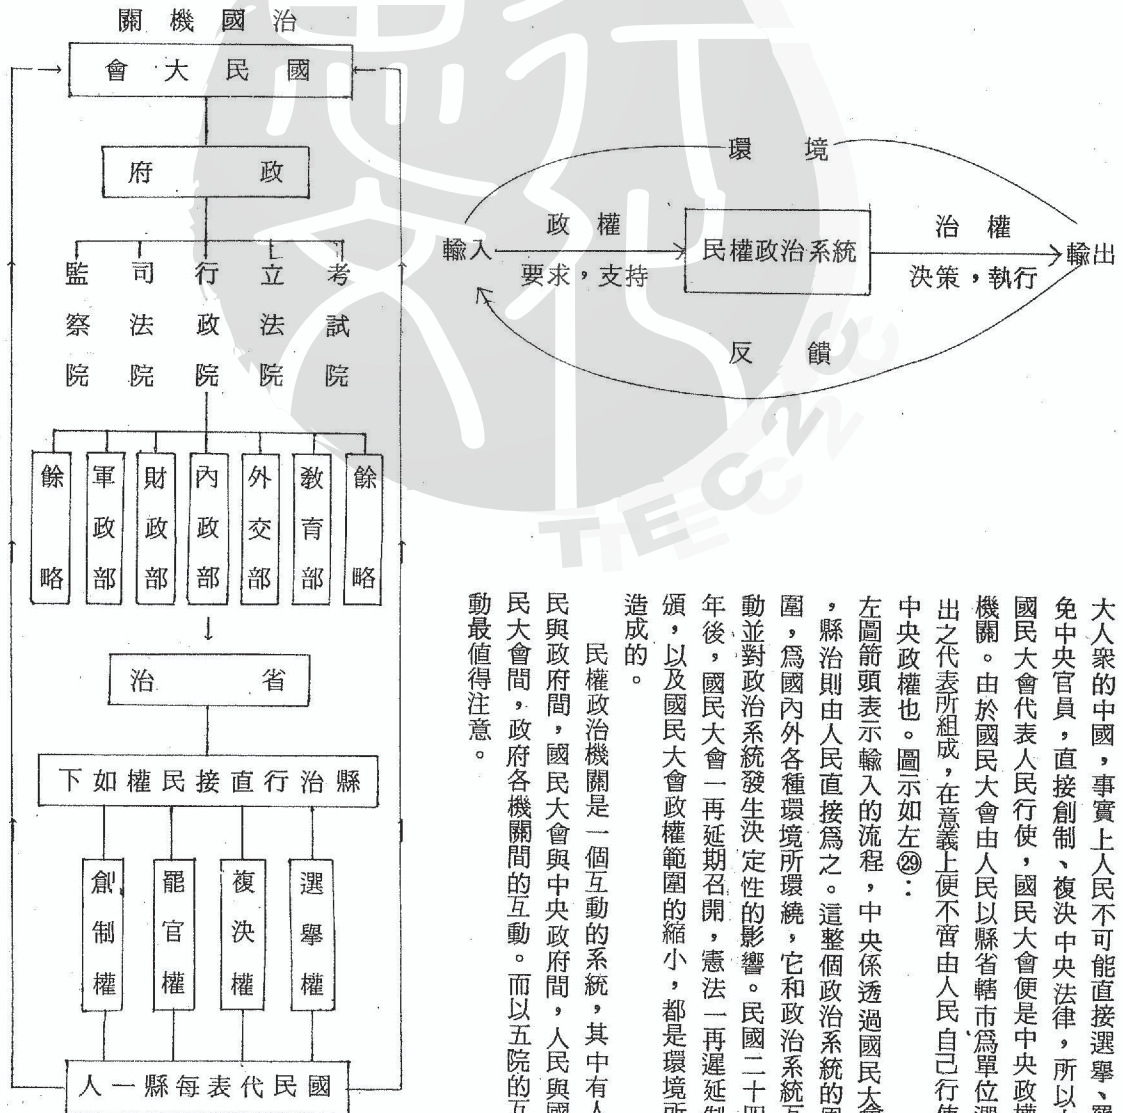 治國機關
國民大會
政府
考試院
立法院
行政院
司法院
監察院
餘略
教育部
外交部
內政部
財政部
軍政部
餘略
省治
縣治行直接民權如下
選舉權
複決權
罷官權
創制權
國民代表每縣一人
環境
輸入
政權
要求，支持
民權政治系統
治權
決策，執行
輸出
反饋
大人衆的中國，事實上人民不可能直接選舉、罷
免中央官員，直接創制、複決中央法律，所以
國民大會代表人民行使，國民大會便是中央政權
機關。由於國民大會由人民以縣省轄市爲單位選
出之代表所組成，在意義上便不啻由人民自己行使
中央政權也。圖示如左㉙：
左圖箭頭表示輸入的流程，中央係透過國民大會
，縣治則由人民直接爲之。這整個政治系統的周
圍，爲國內外各種環境所環繞，它和政治系統互
動並對政治系統發生決定性的影響。民國二十四
年後，國民大會一再延期召開，憲法一再遲延制
頒，以及國民大會政權範圍的縮小，都是環境所
造成的。
民權政治機關是一個互動的系統，其中有人
民與政府間，國民大會與中央政府間，人民與國
民大會間，政府各機關間的互動。而以五院的互
動最值得注意。
TEC